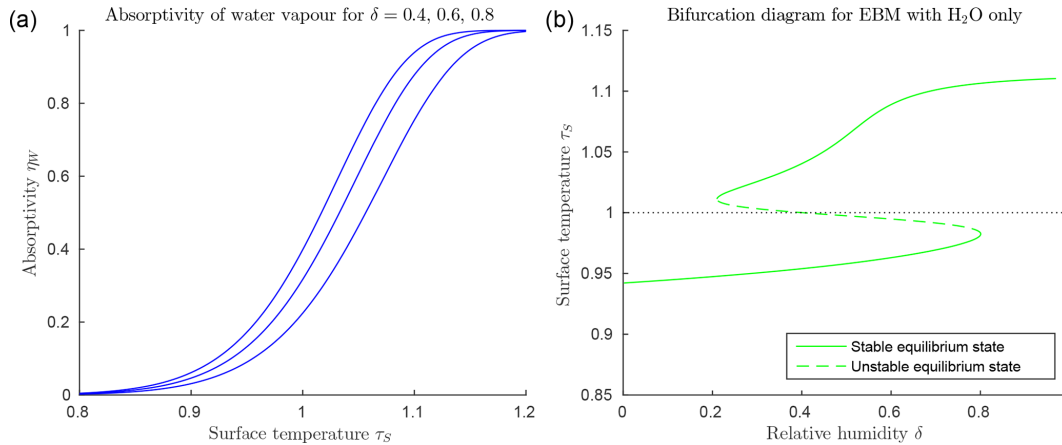 (a)
Absorptivity of water vapour for δ = 0.4, 0.6, 0.8
Absorptivity η_W
1
0.8
0.6
0.4
0.2
0
0.8
0.9
1
1.1
1.2
Surface temperature τ_S
(b)
Bifurcation diagram for EBM with H₂O only
Surface temperature τ_S
1.15
1.1
1.05
1
0.95
0.9
0.85
Stable equilibrium state
Unstable equilibrium state
0
0.2
0.4
0.6
0.8
Relative humidity δ